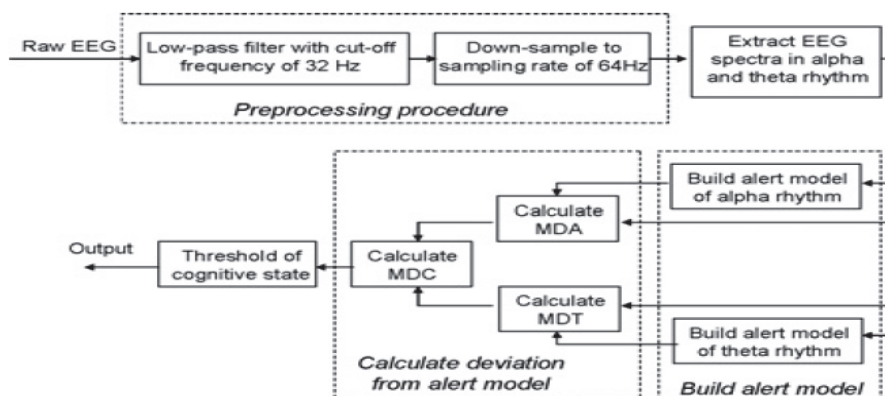 Raw EEG
Low-pass filter with cut-off
frequency of 32 Hz
Down-sample to
sampling rate of 64Hz
Extract EEG
spectra in alpha
and theta rhythm
Preprocessing procedure
Build alert model
of alpha rhythm
Calculate
MDA
Output
Threshold of
cognitive state
Calculate
MDC
Calculate
MDT
Build alert model
of theta rhythm
Calculate deviation
from alert model
Build alert model